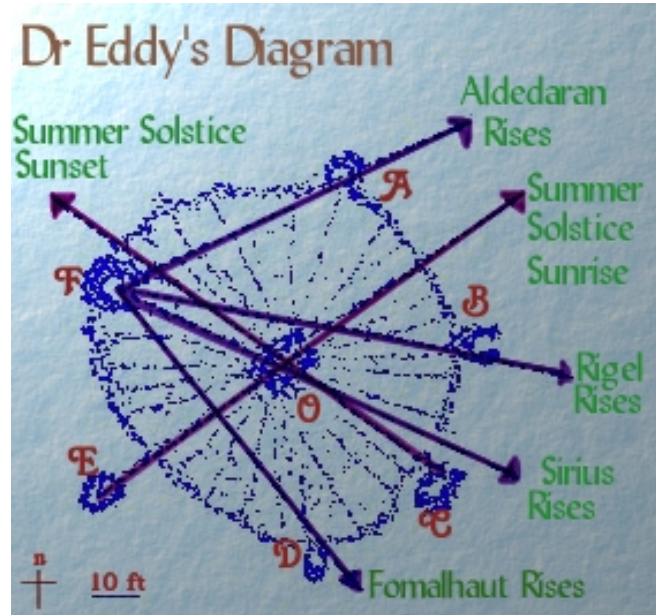 Dr Eddy's Diagram
Aldedaran
Rises
Summer Solstice
Sunset
Summer
Solstice
Sunrise
A
F
B
O
Rigel
Rises
E
C
Sirius
Rises
D
n
10 ft
Fomalhaut Rises